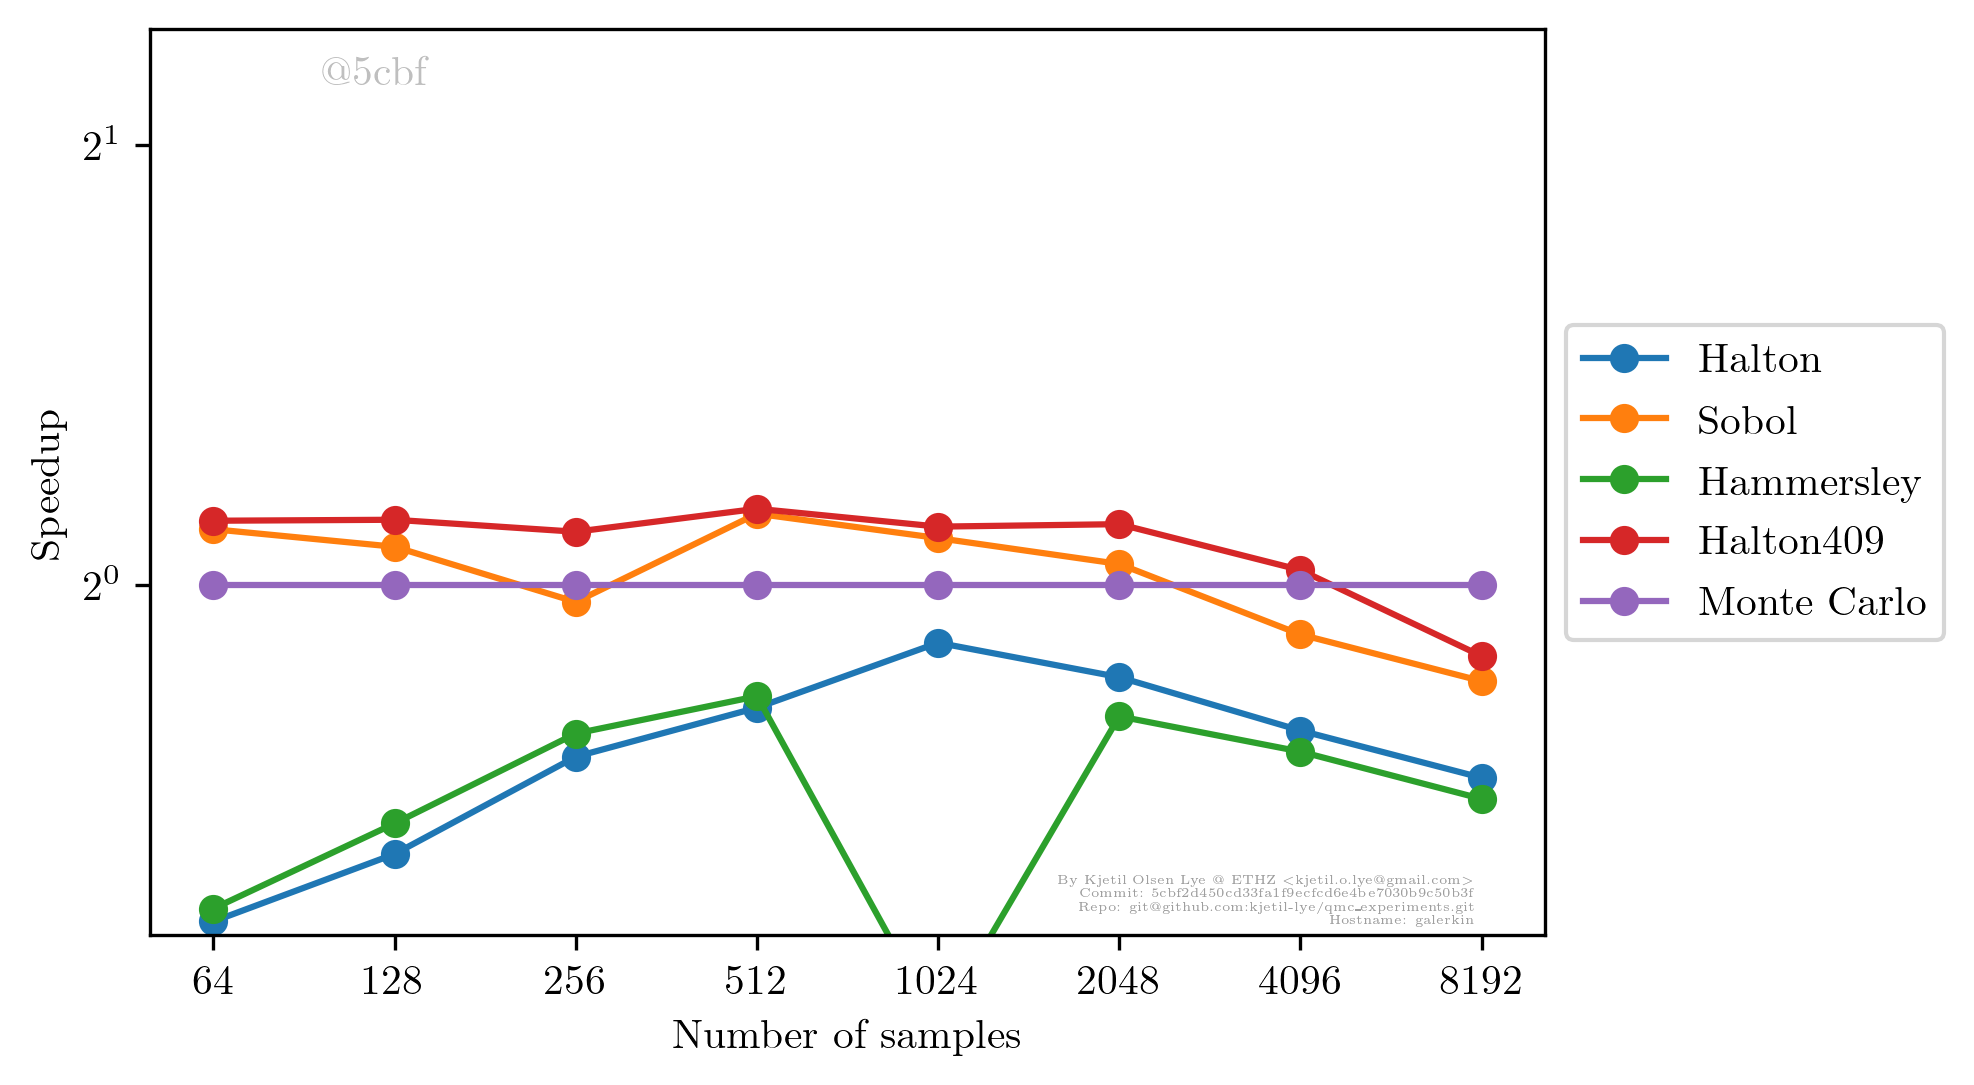 @5cbf
2^1
2^0
Speedup
Halton
Sobol
Hammersley
Halton409
Monte Carlo
By Kjetil Olsen Lye @ ETHZ <kjetil.o.lye@gmail.com>
Commit: 5cbf2d450cd33fa1f9ecfcd6e4be7030b9c50b3f
Repo: git@github.com:kjetil-lye/qmc_experiments.git
Hostname: galerkin
64 128 256 512 1024 2048 4096 8192
Number of samples